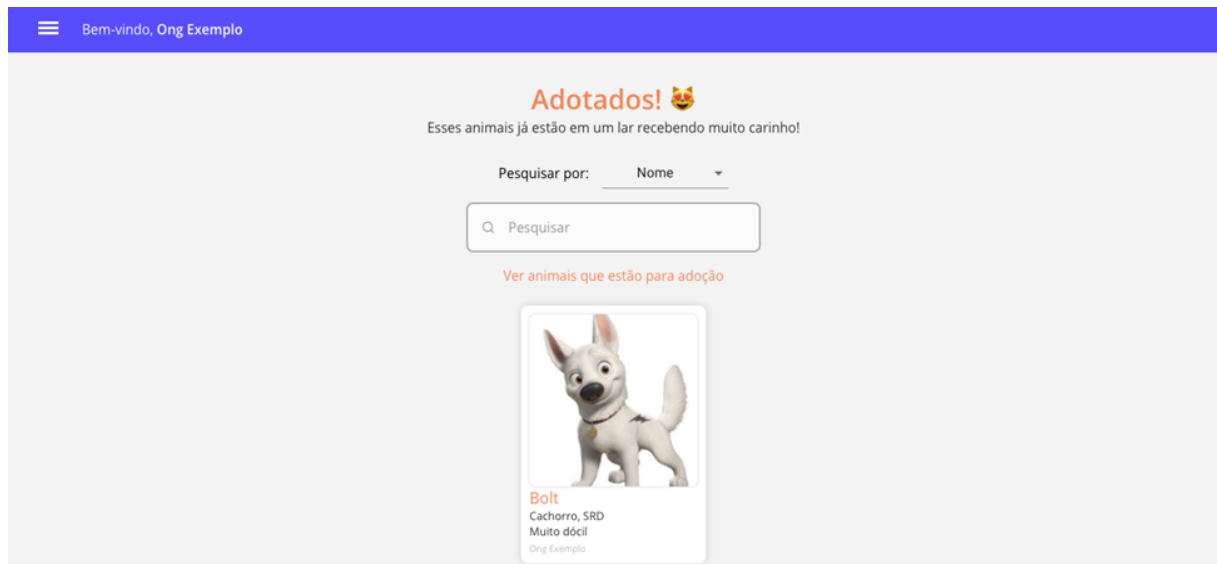 Bem-vindo, Ong Exemplo
Adotados! 😻
Esses animais já estão em um lar recebendo muito carinho!
Pesquisar por: Nome
Pesquisar
Ver animais que estão para adoção
Bolt
Cachorro, SRD
Muito dócil
Ong Exemplo